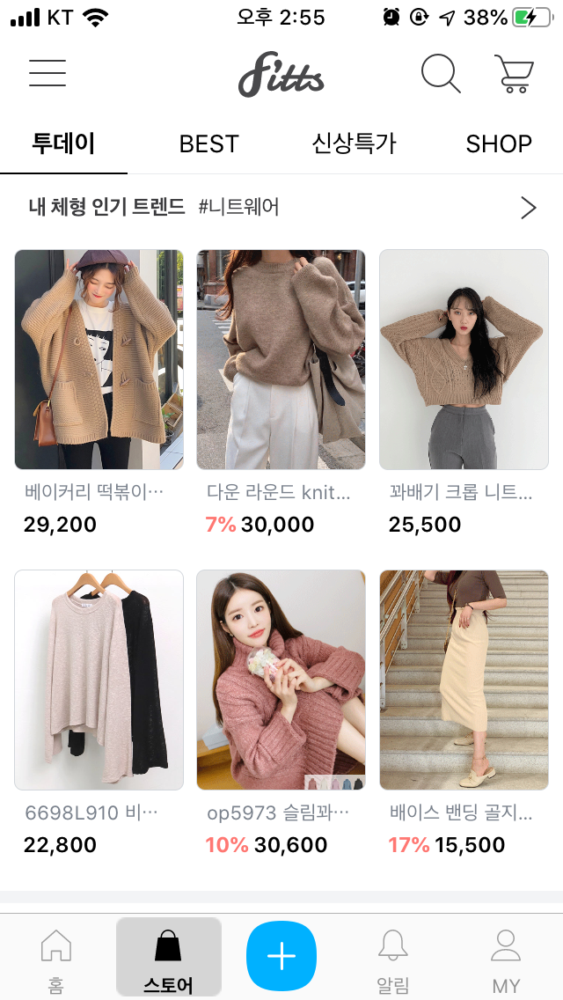 KT 오후 2:55 38%
Fitts
투데이 BEST 신상특가 SHOP
내 체형 인기 트렌드 #니트웨어
베이커리 떡볶이… 다운 라운드 knit... 꽈배기 크롭 니트...
29,200 7% 30,000 25,500
6698L910 비… op5973 슬림꽈… 배이스 밴딩 골지...
22,800 10% 30,600 17% 15,500
홈 스토어 알림 MY